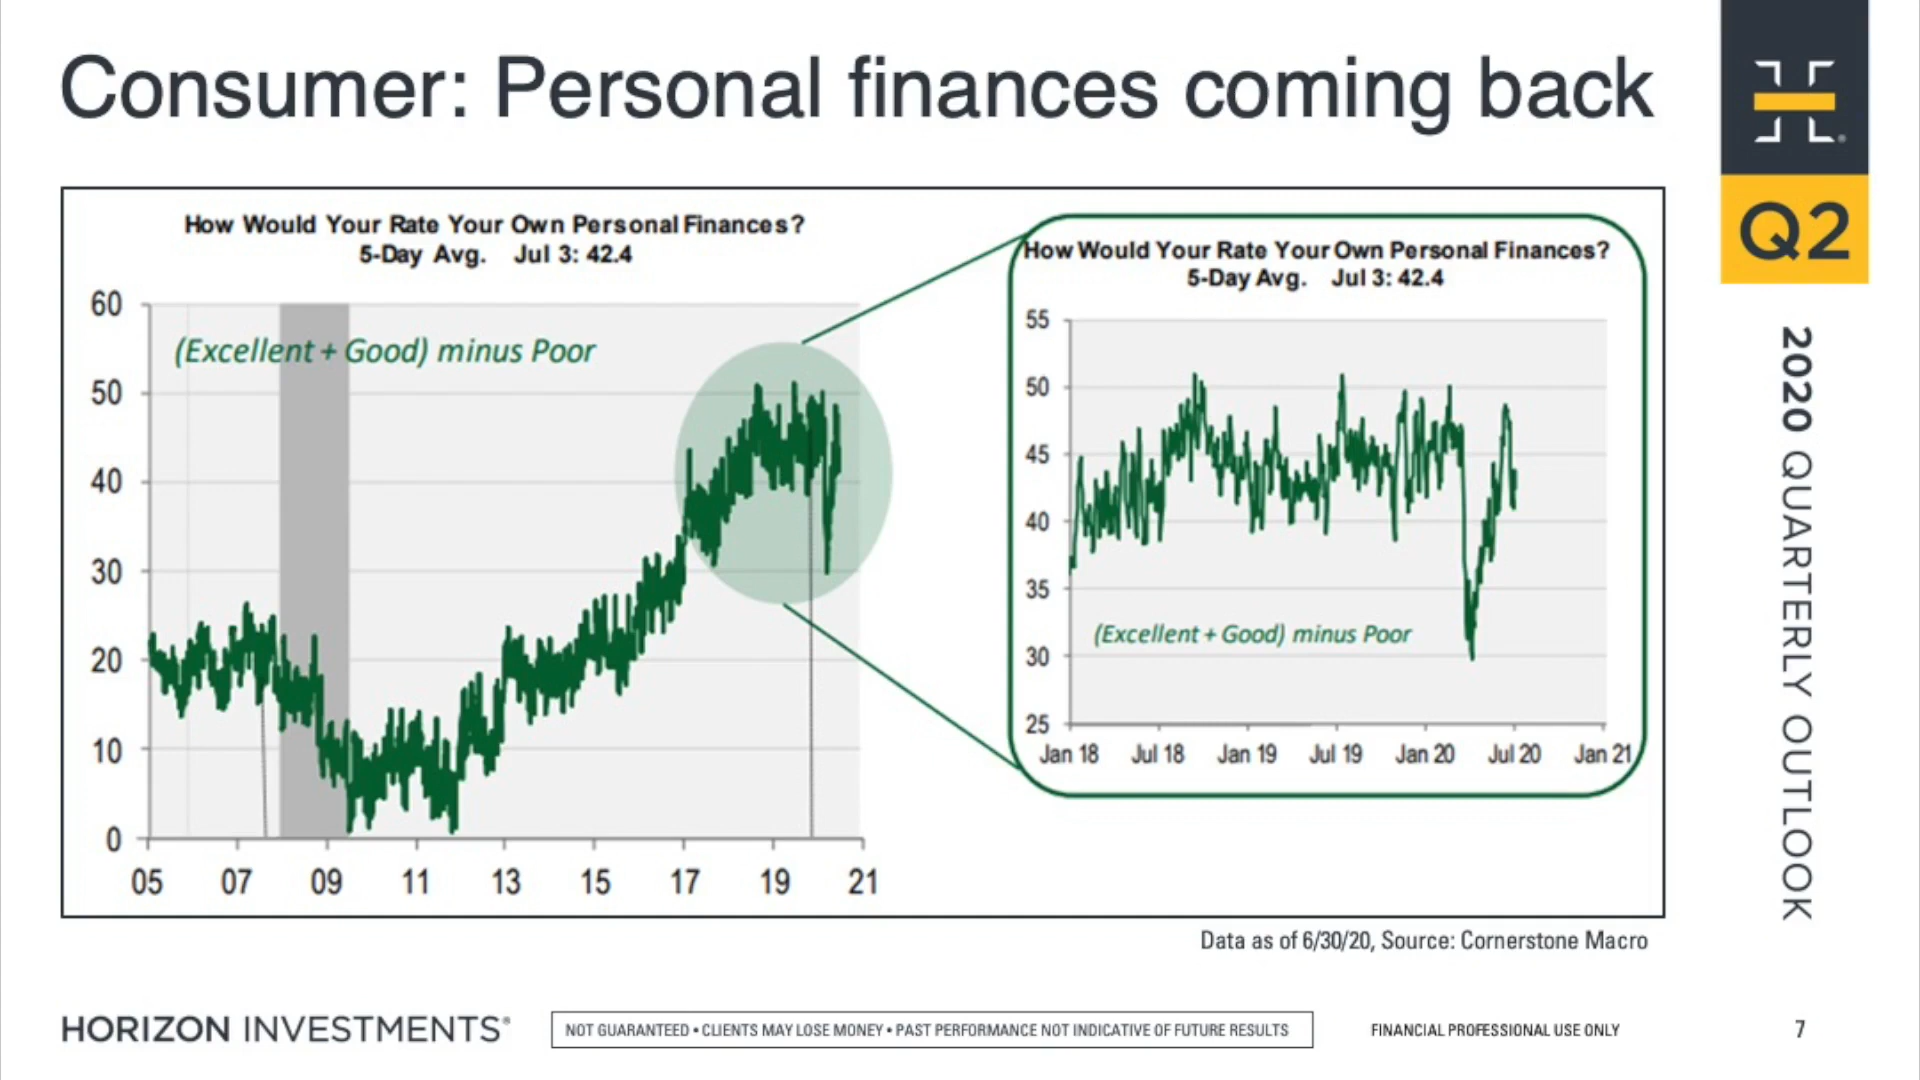 Consumer: Personal finances coming back
How Would Your Rate Your Own Personal Finances?
5-Day Avg. Jul 3: 42.4
(Excellent + Good) minus Poor
60
50
40
30
20
10
0
05 07 09 11 13 15 17 19 21
How Would Your Rate Your Own Personal Finances?
5-Day Avg. Jul 3: 42.4
55
50
45
40
35
30
25
(Excellent + Good) minus Poor
Jan 18 Jul 18 Jan 19 Jul 19 Jan 20 Jul 20 Jan 21
Data as of 6/30/20, Source: Cornerstone Macro
Q2
2020 QUARTERLY OUTLOOK
HORIZON INVESTMENTS®
NOT GUARANTEED • CLIENTS MAY LOSE MONEY • PAST PERFORMANCE NOT INDICATIVE OF FUTURE RESULTS
FINANCIAL PROFESSIONAL USE ONLY
7